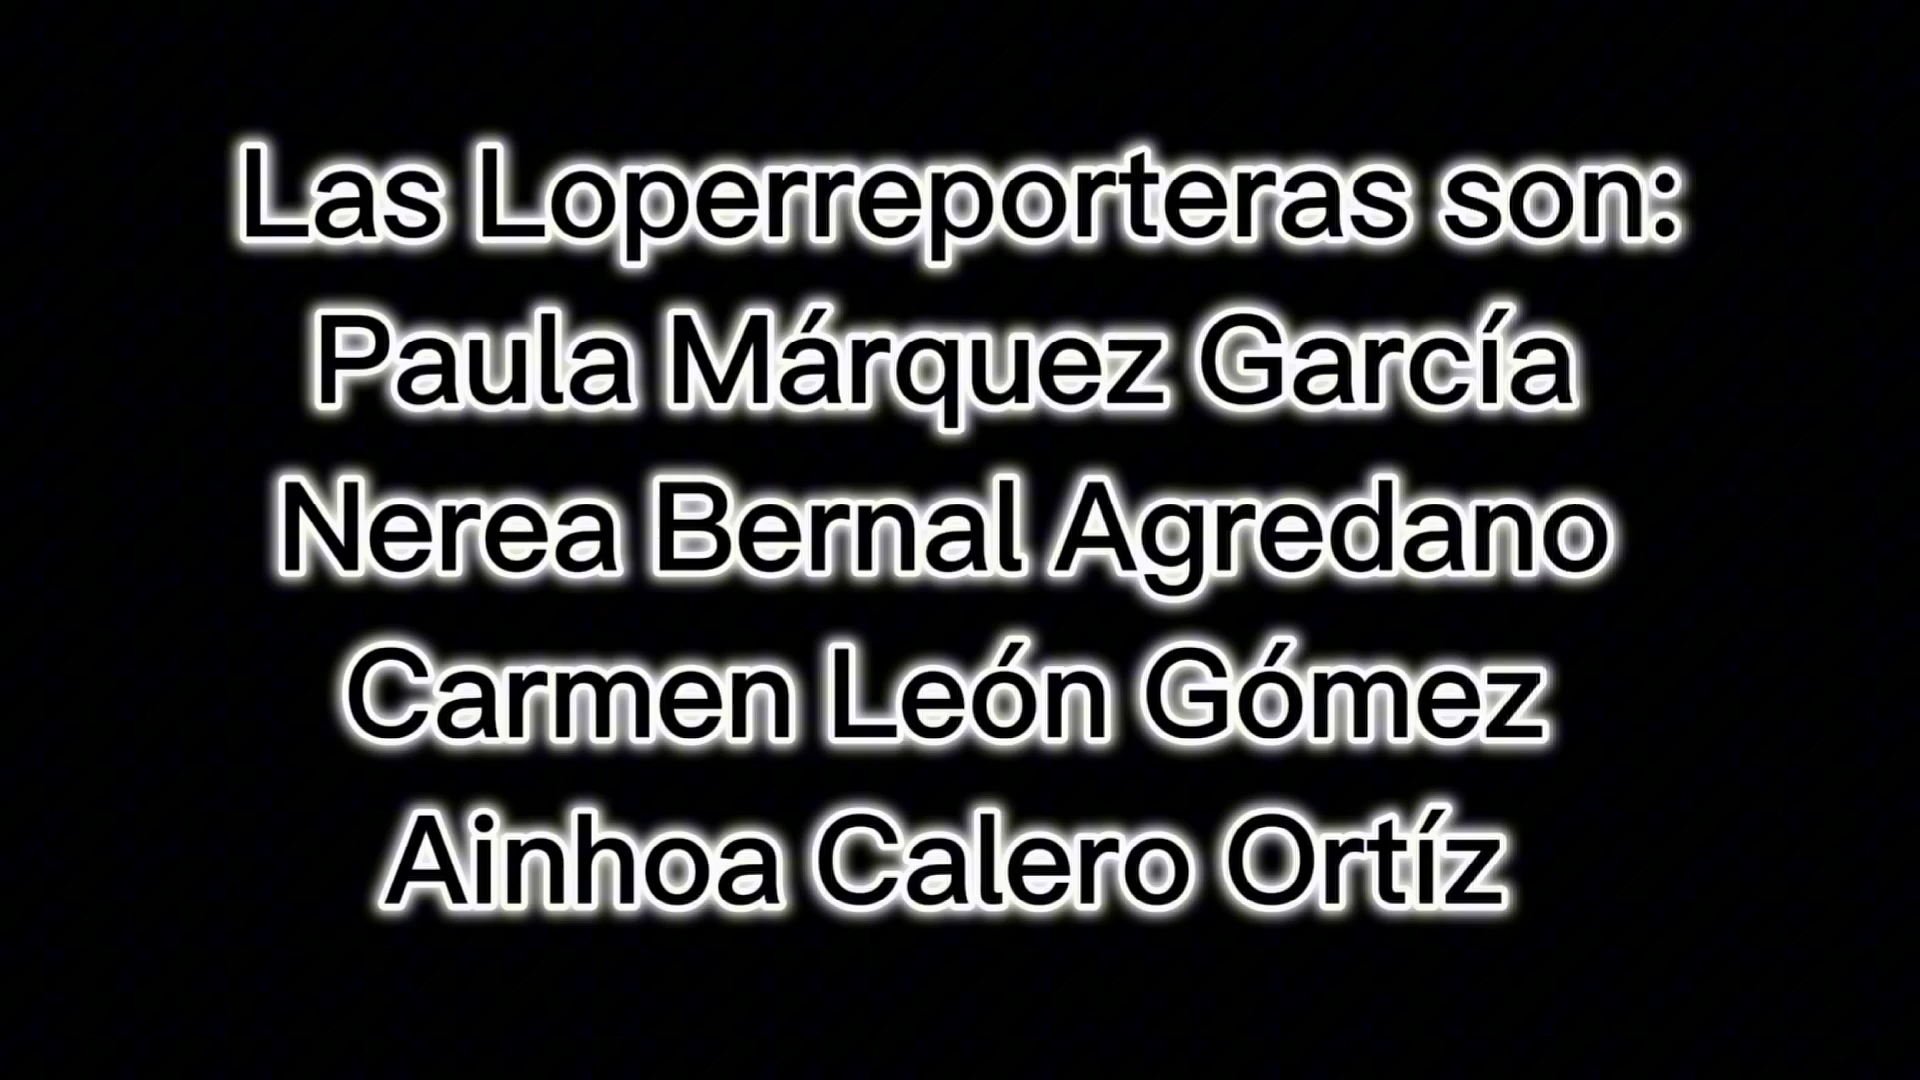 Las Loperreporteras son:
Paula Márquez García
Nerea Bernal Agredano
Carmen León Gómez
Ainhoa Calero Ortíz